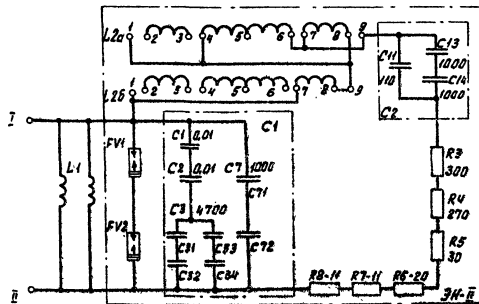 L2а 1 2 3 4 5 6 7 8 9
L2б 1 2 3 4 5 6 7 8 9
C11
110
C13
1000
C14
1000
C2
I
L1
FV1
FV2
C1
C1 0,01
C2 0,01
C3 4700
C7 1000
C71
C72
C31
C32
C33
C34
R3
300
R4
270
R5
30
R8-11 R7-11 R6-20
II
ЭН-II